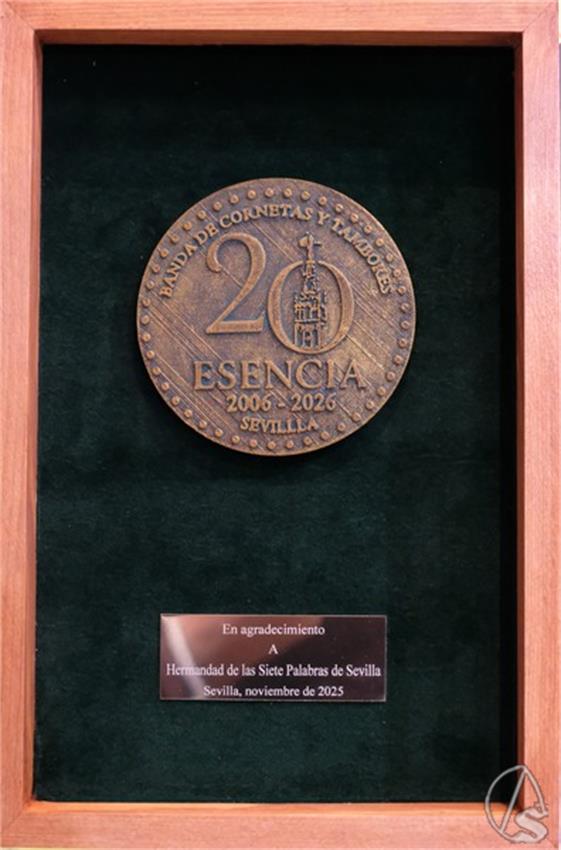 BANDA DE CORNETAS Y TAMBORES
20
ESENCIA
2006 - 2026
SEVILLLA
En agradecimiento
A
Hermandad de las Siete Palabras de Sevilla
Sevilla, noviembre de 2025